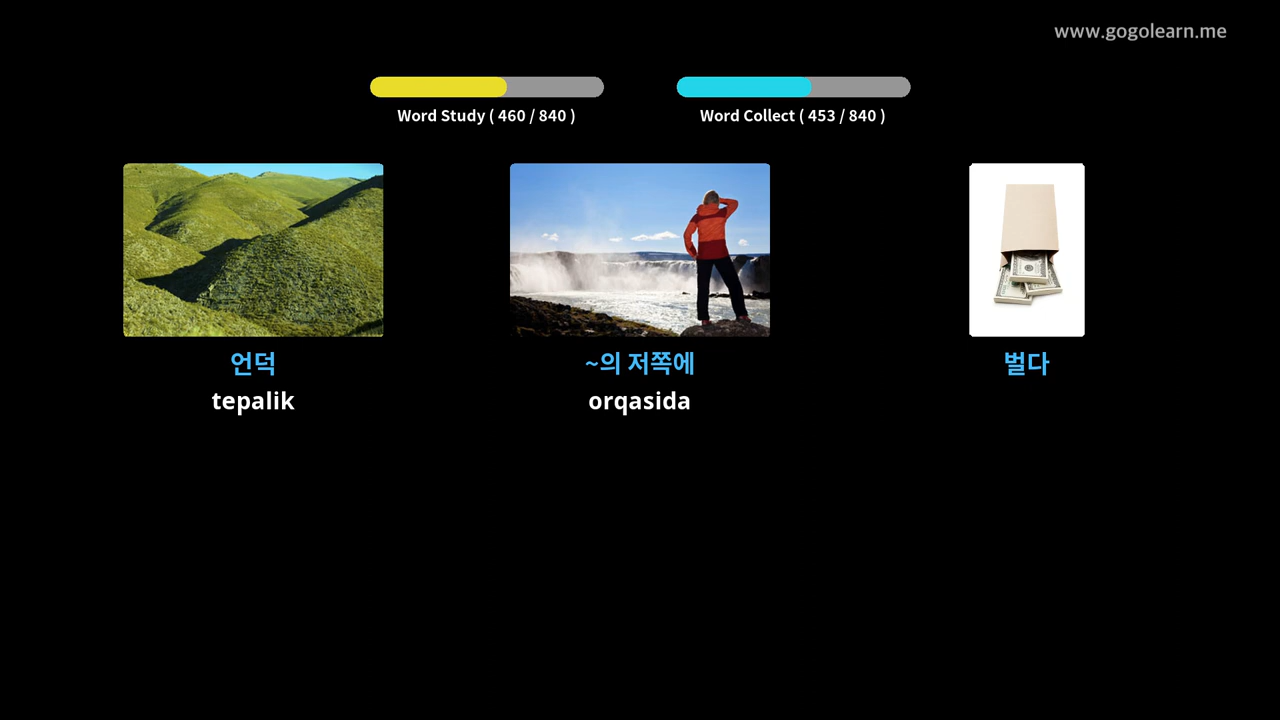 www.gogolearn.me
Word Study ( 460 / 840 )
Word Collect ( 453 / 840 )
언덕
tepalik
~의 저쪽에
orqasida
벌다